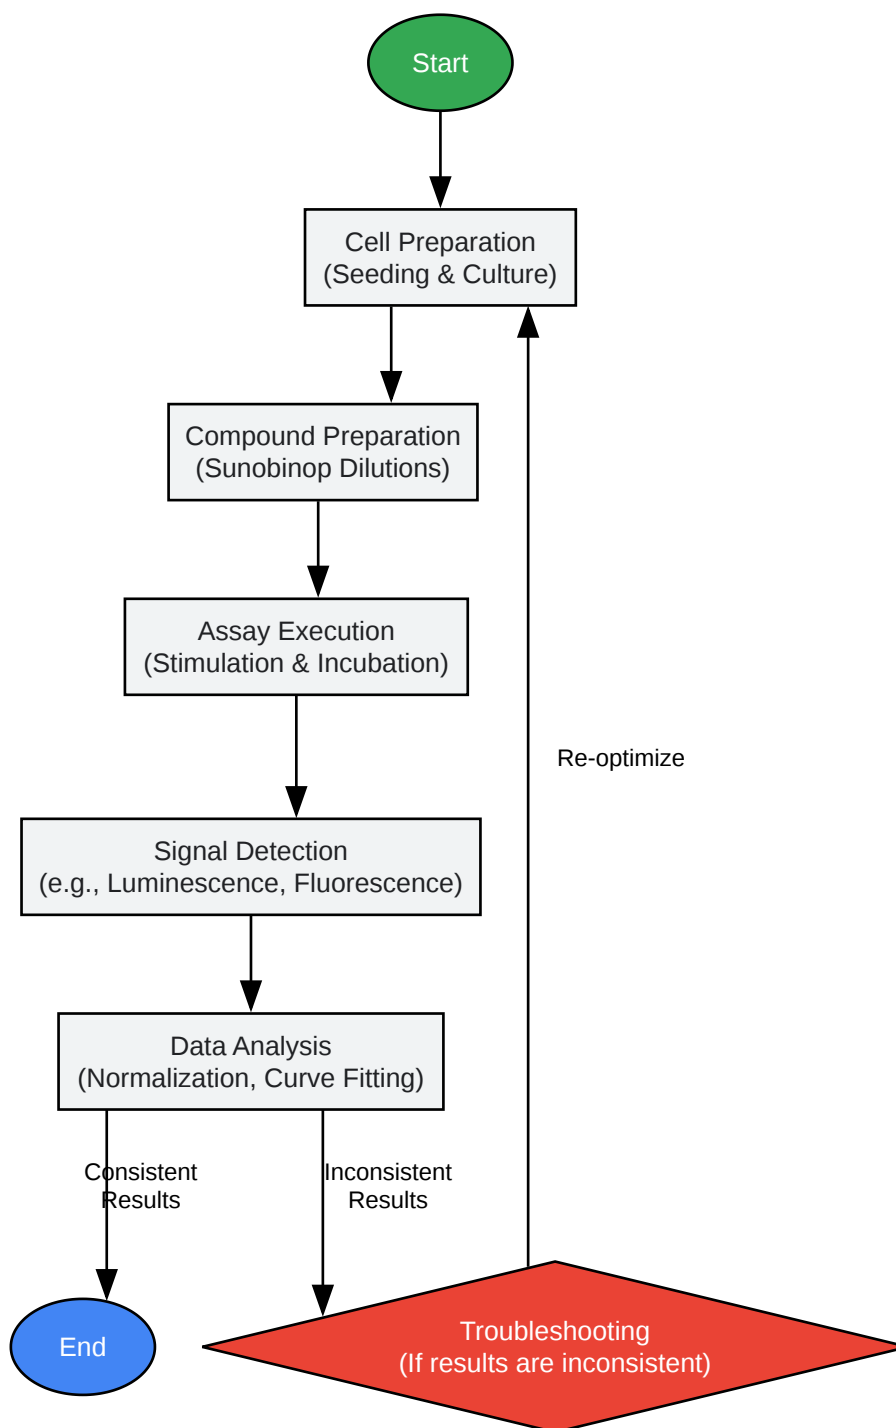 Start
Cell Preparation
(Seeding & Culture)
Compound Preparation
(Sunobinop Dilutions)
Assay Execution
(Stimulation & Incubation)
Re-optimize
Signal Detection
(e.g., Luminescence, Fluorescence)
Data Analysis
(Normalization, Curve Fitting)
Consistent
Results
Inconsistent
Results
End
Troubleshooting
(If results are inconsistent)